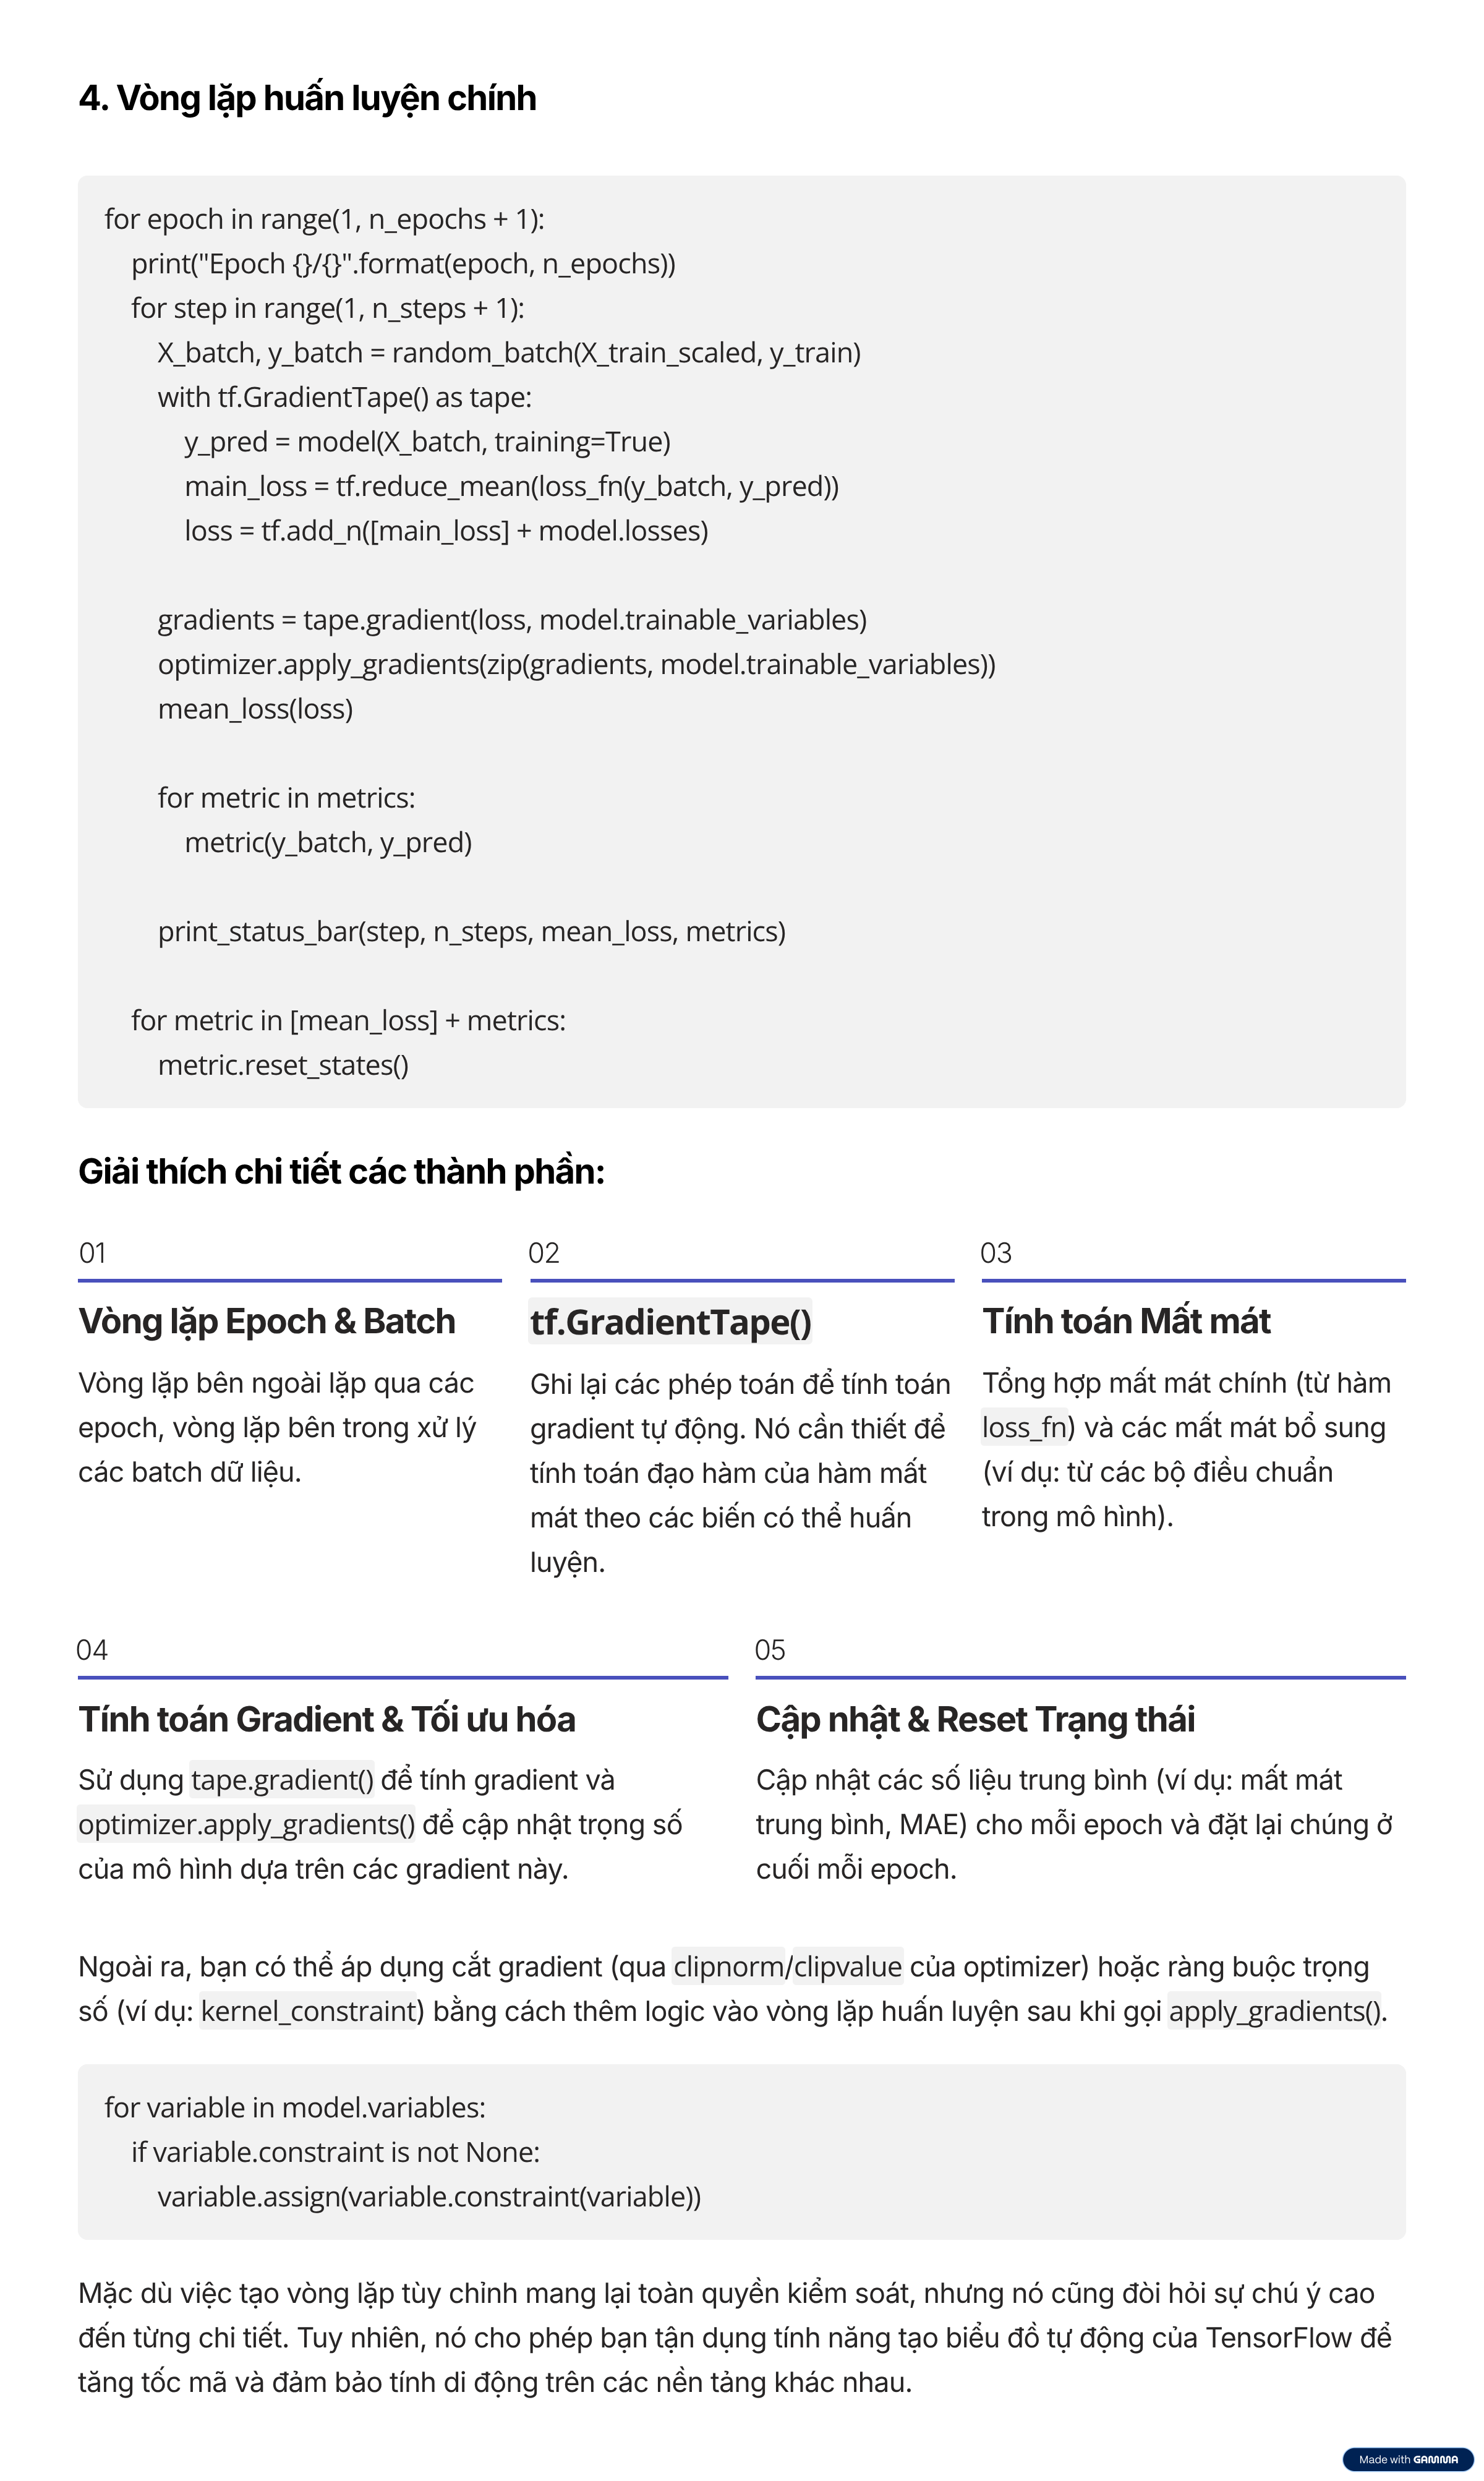 4. Vòng lặp huấn luyện chính
for epoch in range(1, n_epochs + 1):
print("Epoch {}/{}".format(epoch, n_epochs))
for step in range(1, n_steps + 1):
X_batch, y_batch = random_batch(X_train_scaled, y_train)
with tf.GradientTape() as tape:
y_pred = model(X_batch, training=True)
main_loss = tf.reduce_mean(loss_fn(y_batch, y_pred))
loss = tf.add_n([main_loss] + model.losses)
gradients = tape.gradient(loss, model.trainable_variables)
optimizer.apply_gradients(zip(gradients, model.trainable_variables))
mean_loss(loss)
for metric in metrics:
metric(y_batch, y_pred)
print_status_bar(step, n_steps, mean_loss, metrics)
for metric in [mean_loss] + metrics:
metric.reset_states()
Giải thích chi tiết các thành phần:
01
Vòng lặp Epoch & Batch
Vòng lặp bên ngoài lặp qua các
epoch, vòng lặp bên trong xử lý
các batch dữ liệu.
02
tf.GradientTape()
Ghi lại các phép toán để tính toán
gradient tự động. Nó cần thiết để
tính toán đạo hàm của hàm mất
mát theo các biến có thể huấn
luyện.
03
Tính toán Mất mát
Tổng hợp mất mát chính (từ hàm
loss_fn) và các mất mát bổ sung
(ví dụ: từ các bộ điều chuẩn
trong mô hình).
04
Tính toán Gradient & Tối ưu hóa
Sử dụng tape.gradient() để tính gradient và
optimizer.apply_gradients() để cập nhật trọng số
của mô hình dựa trên các gradient này.
05
Cập nhật & Reset Trạng thái
Cập nhật các số liệu trung bình (ví dụ: mất mát
trung bình, MAE) cho mỗi epoch và đặt lại chúng ở
cuối mỗi epoch.
Ngoài ra, bạn có thể áp dụng cắt gradient (qua clipnorm/clipvalue của optimizer) hoặc ràng buộc trọng
số (ví dụ: kernel_constraint) bằng cách thêm logic vào vòng lặp huấn luyện sau khi gọi apply_gradients().
for variable in model.variables:
if variable.constraint is not None:
variable.assign(variable.constraint(variable))
Mặc dù việc tạo vòng lặp tùy chỉnh mang lại toàn quyền kiểm soát, nhưng nó cũng đòi hỏi sự chú ý cao
đến từng chi tiết. Tuy nhiên, nó cho phép bạn tận dụng tính năng tạo biểu đồ tự động của TensorFlow để
tăng tốc mã và đảm bảo tính di động trên các nền tảng khác nhau.
Made with GAMMA